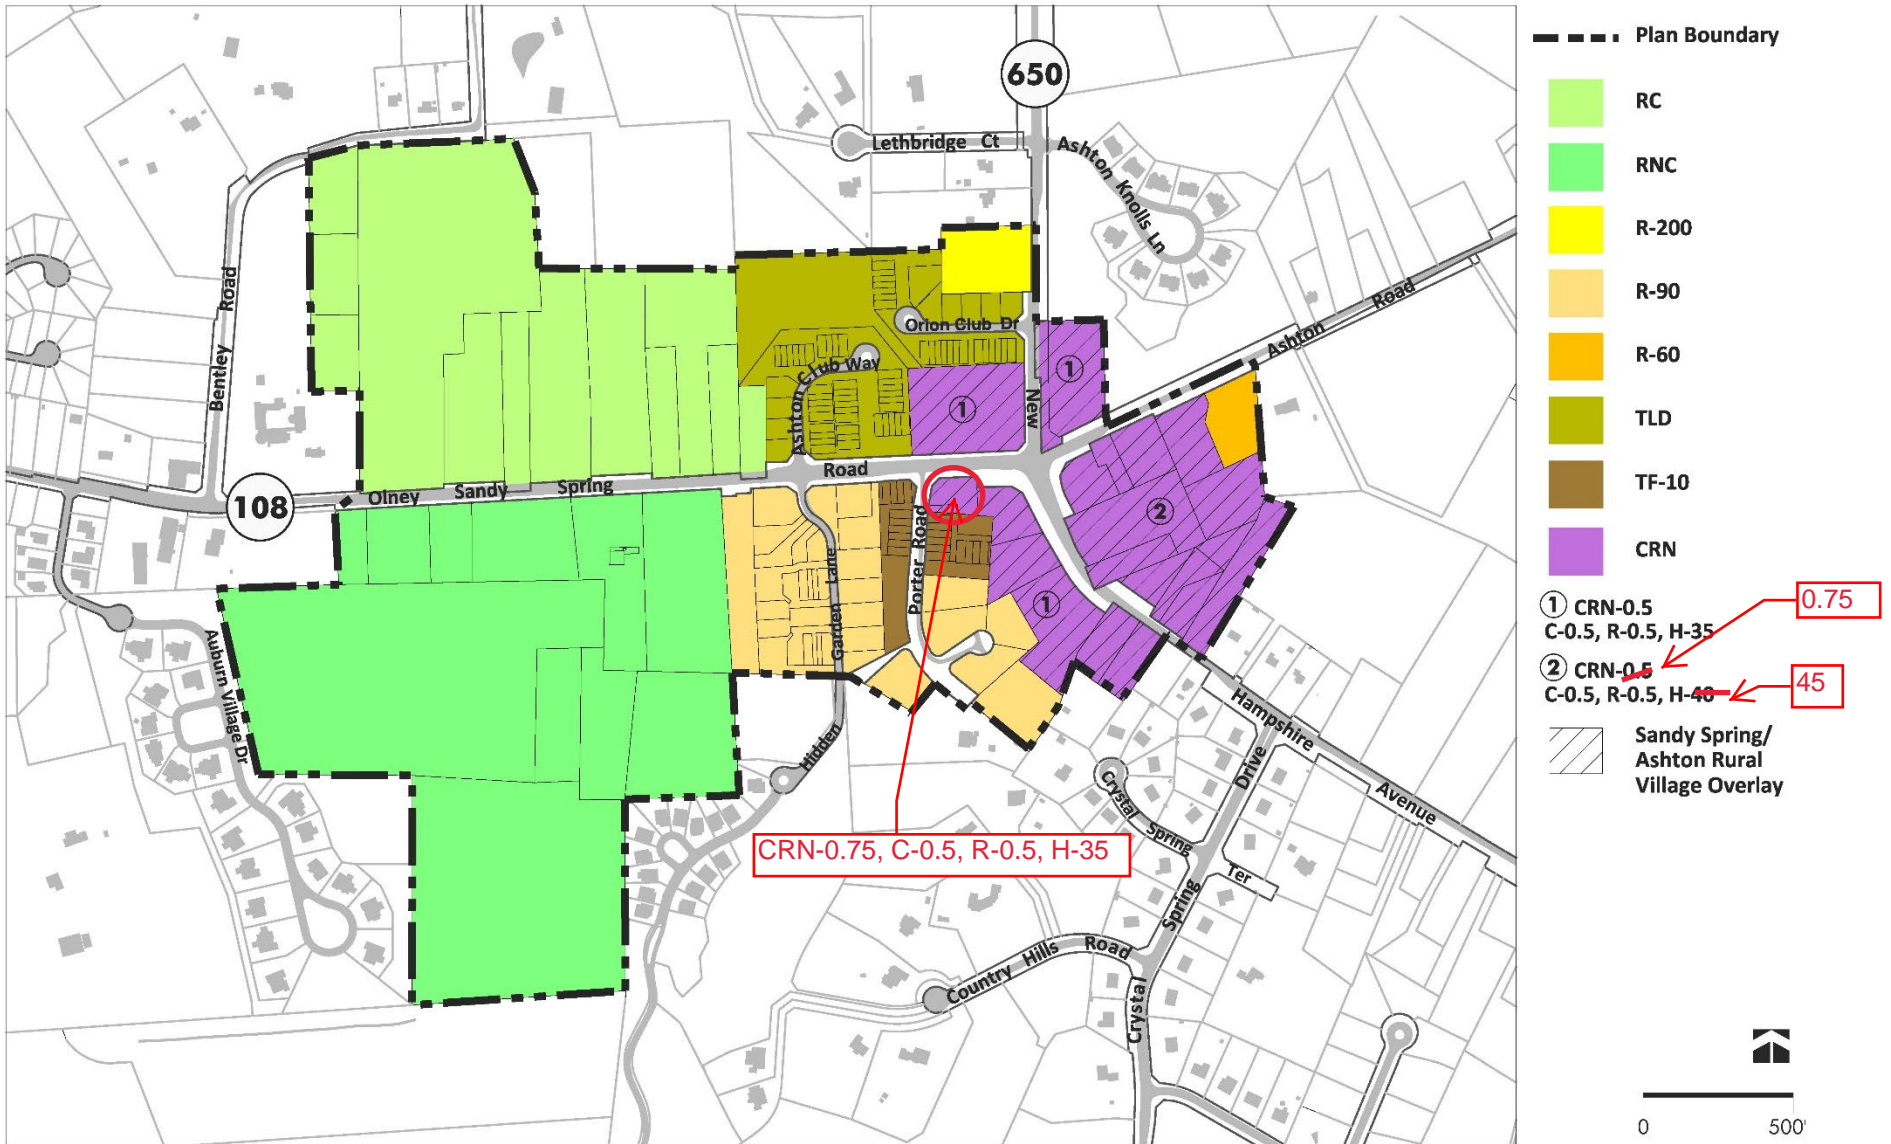 650
Lethbridge Ct
Ashton Knolls Ln
Bentley Road
Orion Club Dr
Ashton Club Way
Ashton Road
New
1
1
Road
108
Olney Sandy Spring
2
Porter Road
Garden Lane
1
Auburn Village Dr
Hidden
Hampshire
Avenue
Drive
Crystal Spring
Ter
CRN-0.75, C-0.5, R-0.5, H-35
Spring
Country Hills Road
Crystal
Plan Boundary
RC
RNC
R-200
R-90
R-60
TLD
TF-10
CRN
1 CRN-0.5
C-0.5, R-0.5, H-35
0.75
2 CRN-0.5
C-0.5, R-0.5, H-40
45
Sandy Spring/
Ashton Rural
Village Overlay
0 500'